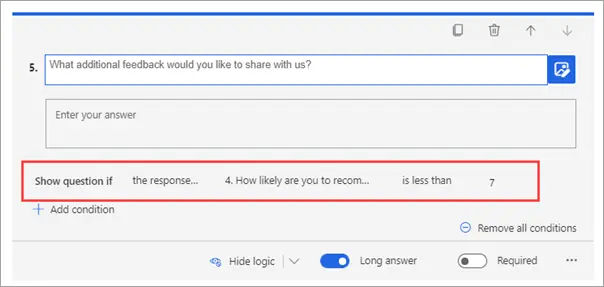 5. What additional feedback would you like to share with us?
Enter your answer
Show question if the response... 4. How likely are you to recom... is less than 7
Add condition
Remove all conditions
Hide logic Long answer Required